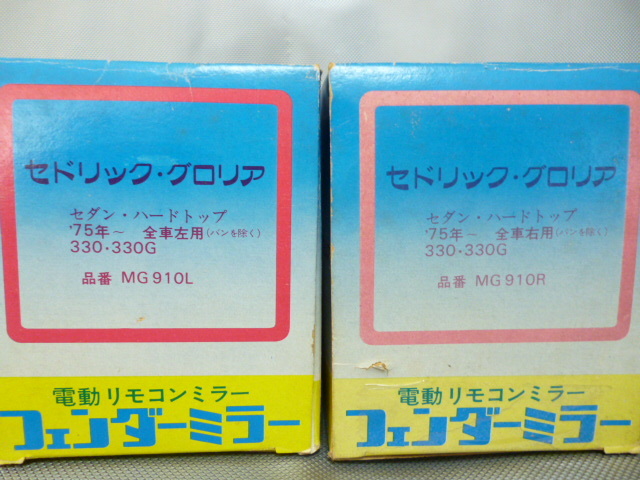 セドリック・グロリア
セダン・ハードトップ
'75年～ 全車左用(バンを除く)
330・330G
品番 MG910L
電動リモコンミラー
フェンダーミラー
セドリック・グロリア
セダン・ハードトップ
'75年～ 全車右用(バンを除く)
330・330G
品番 MG910R
電動リモコンミラー
フェンダーミラー